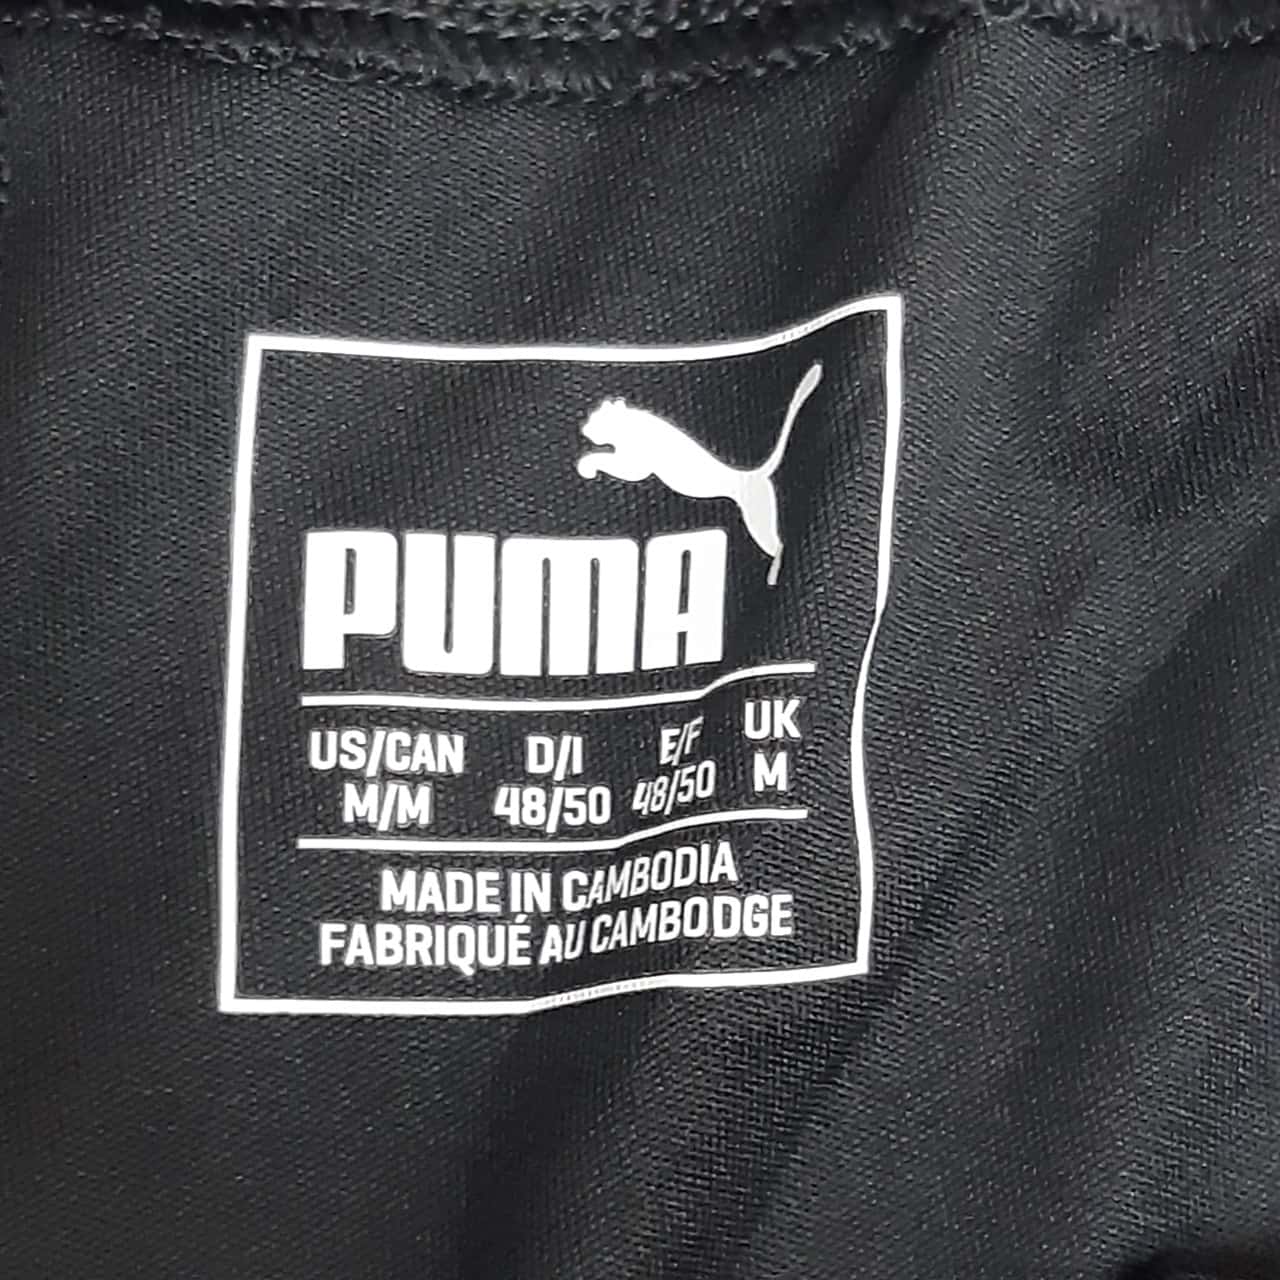 PUMA
US/CAN D/I E/F UK
M/M 48/50 48/50 M
MADE IN CAMBODIA
FABRIQUÉ AU CAMBODGE